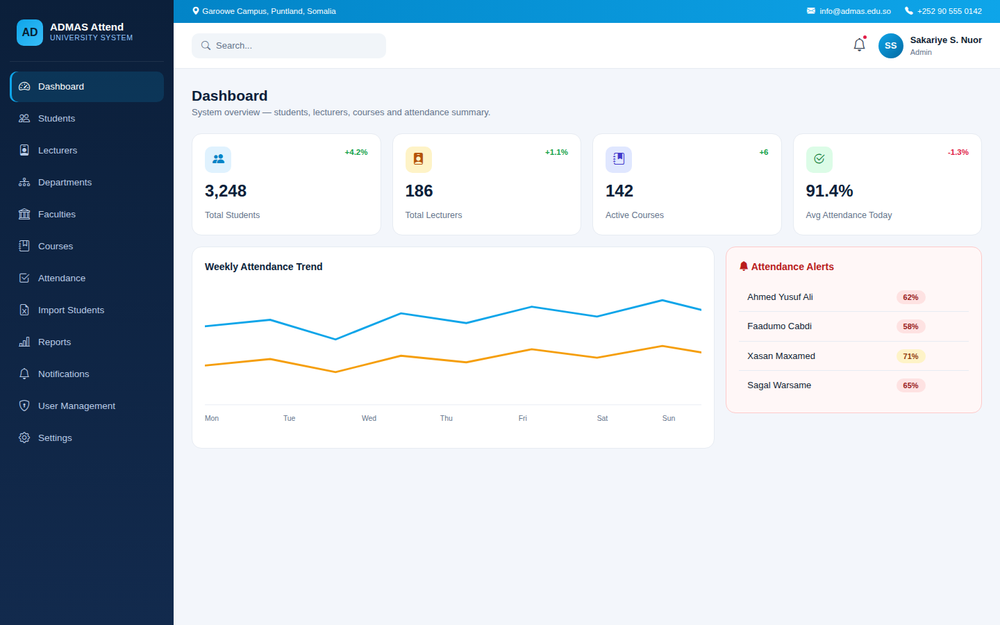 AD
ADMAS Attend
UNIVERSITY SYSTEM
Dashboard
Students
Lecturers
Departments
Faculties
Courses
Attendance
Import Students
Reports
Notifications
User Management
Settings
Garoowe Campus, Puntland, Somalia
info@admas.edu.so
+252 90 555 0142
Search...
SS
Sakariye S. Nuor
Admin
Dashboard
System overview — students, lecturers, courses and attendance summary.
+4.2%
3,248
Total Students
+1.1%
186
Total Lecturers
+6
142
Active Courses
-1.3%
91.4%
Avg Attendance Today
Weekly Attendance Trend
Mon Tue Wed Thu Fri Sat Sun
Attendance Alerts
Ahmed Yusuf Ali 62%
Faadumo Cabdi 58%
Xasan Maxamed 71%
Sagal Warsame 65%